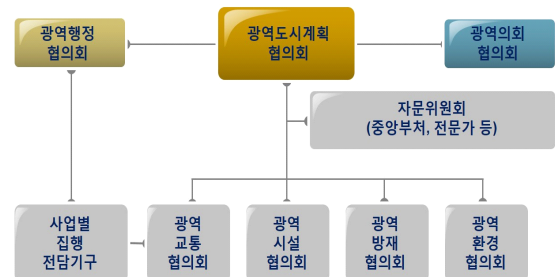 광역행정
협의회
광역도시계획
협의회
광역의회
협의회
자문위원회
(중앙부처, 전문가 등)
사업별
집행
전담기구
광역
교통
협의회
광역
시설
협의회
광역
방재
협의회
광역
환경
협의회